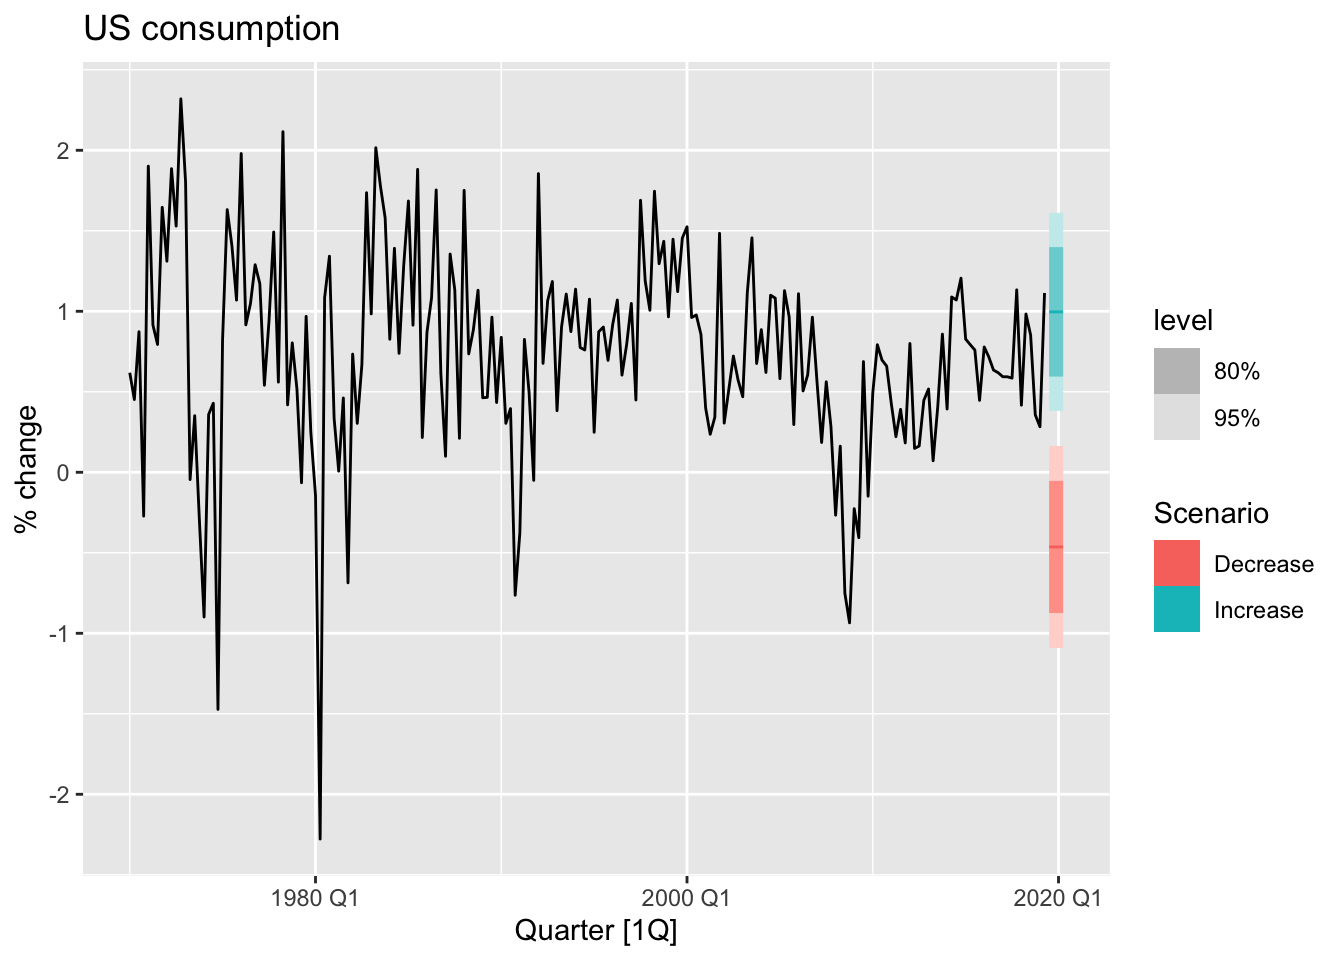 US consumption
% change
2
1
0
-1
-2
1980 Q1
2000 Q1
2020 Q1
Quarter [1Q]
level
80%
95%
Scenario
Decrease
Increase